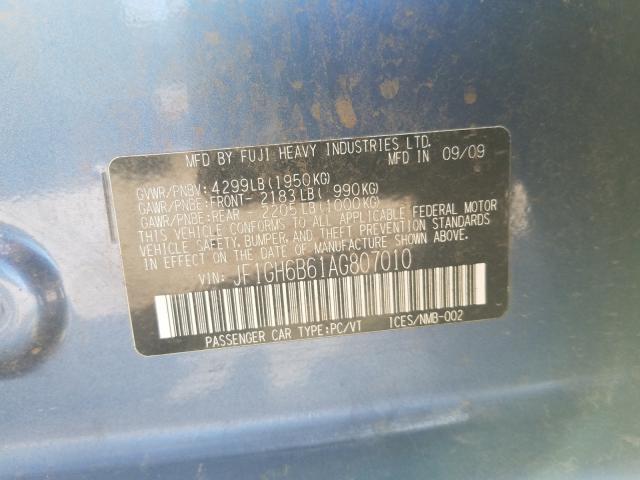 MFD BY FUJI HEAVY INDUSTRIES LTD.
MFD IN 09/09
GVWR/PNBV: 4299LB(1950KG)
GAWR/PNBE:FRONT- 2183LB( 990KG)
GAWR/PNBE:REAR - 2205LB(1000KG)
THIS VEHICLE CONFORMS TO ALL APPLICABLE FEDERAL MOTOR
VEHICLE SAFETY, BUMPER, AND THEFT PREVENTION STANDARDS
IN EFFECT ON THE DATE OF MANUFACTURE SHOWN ABOVE.
VIN: JF1GH6B61AG807010
PASSENGER CAR TYPE:PC/VT ICES/NMB-002